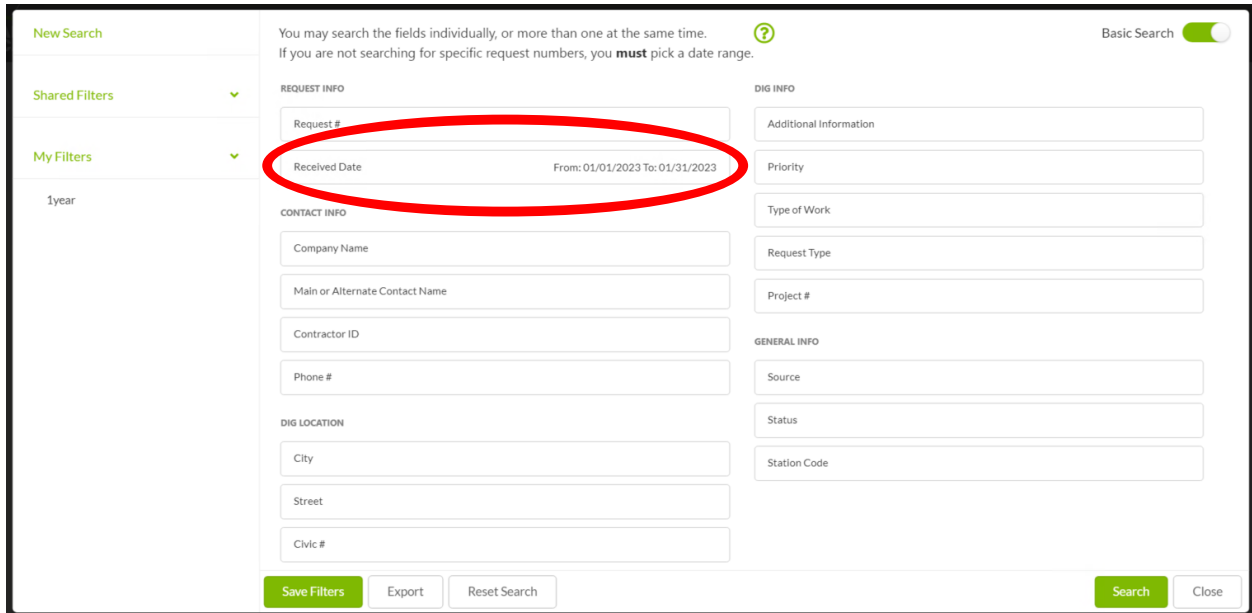 New Search
Shared Filters
My Filters
1year
You may search the fields individually, or more than one at the same time.
If you are not searching for specific request numbers, you must pick a date range.
?
Basic Search
REQUEST INFO
Request #
Received Date From: 01/01/2023 To: 01/31/2023
CONTACT INFO
Company Name
Main or Alternate Contact Name
Contractor ID
Phone #
DIG LOCATION
City
Street
Civic #
DIG INFO
Additional Information
Priority
Type of Work
Request Type
Project #
GENERAL INFO
Source
Status
Station Code
Save Filters Export Reset Search Search Close